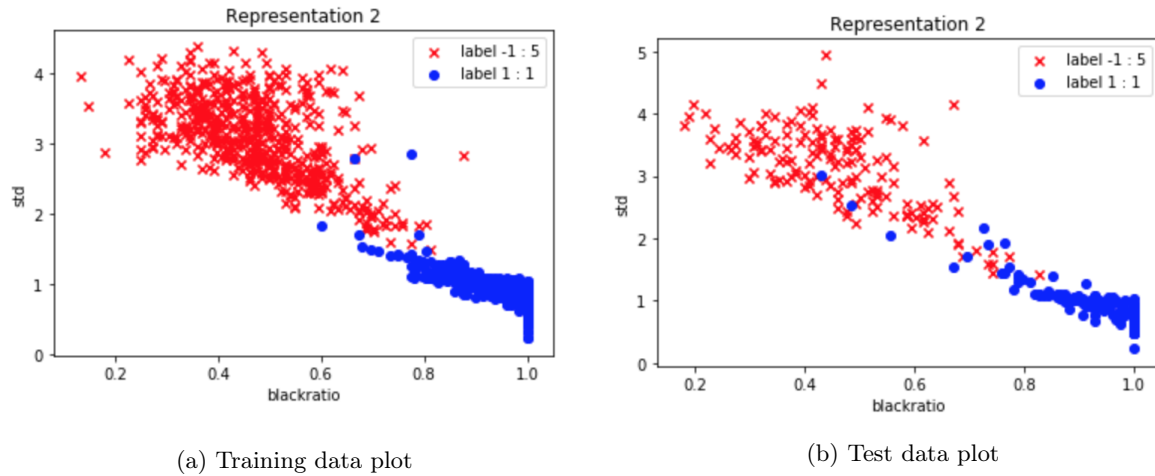 Representation 2
label -1 : 5
label 1 : 1
std
4
3
2
1
0
0.2 0.4 0.6 0.8 1.0
blackratio
(a) Training data plot
Representation 2
label -1 : 5
label 1 : 1
std
5
4
3
2
1
0
0.2 0.4 0.6 0.8 1.0
blackratio
(b) Test data plot